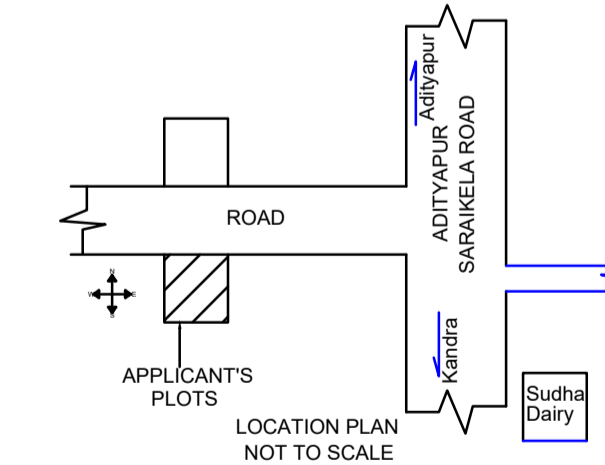 Adityapur
ADITYAPUR
SARAIKELA ROAD
ROAD
N
W E
S
Kandra
APPLICANT'S
PLOTS
Sudha
Dairy
LOCATION PLAN
NOT TO SCALE